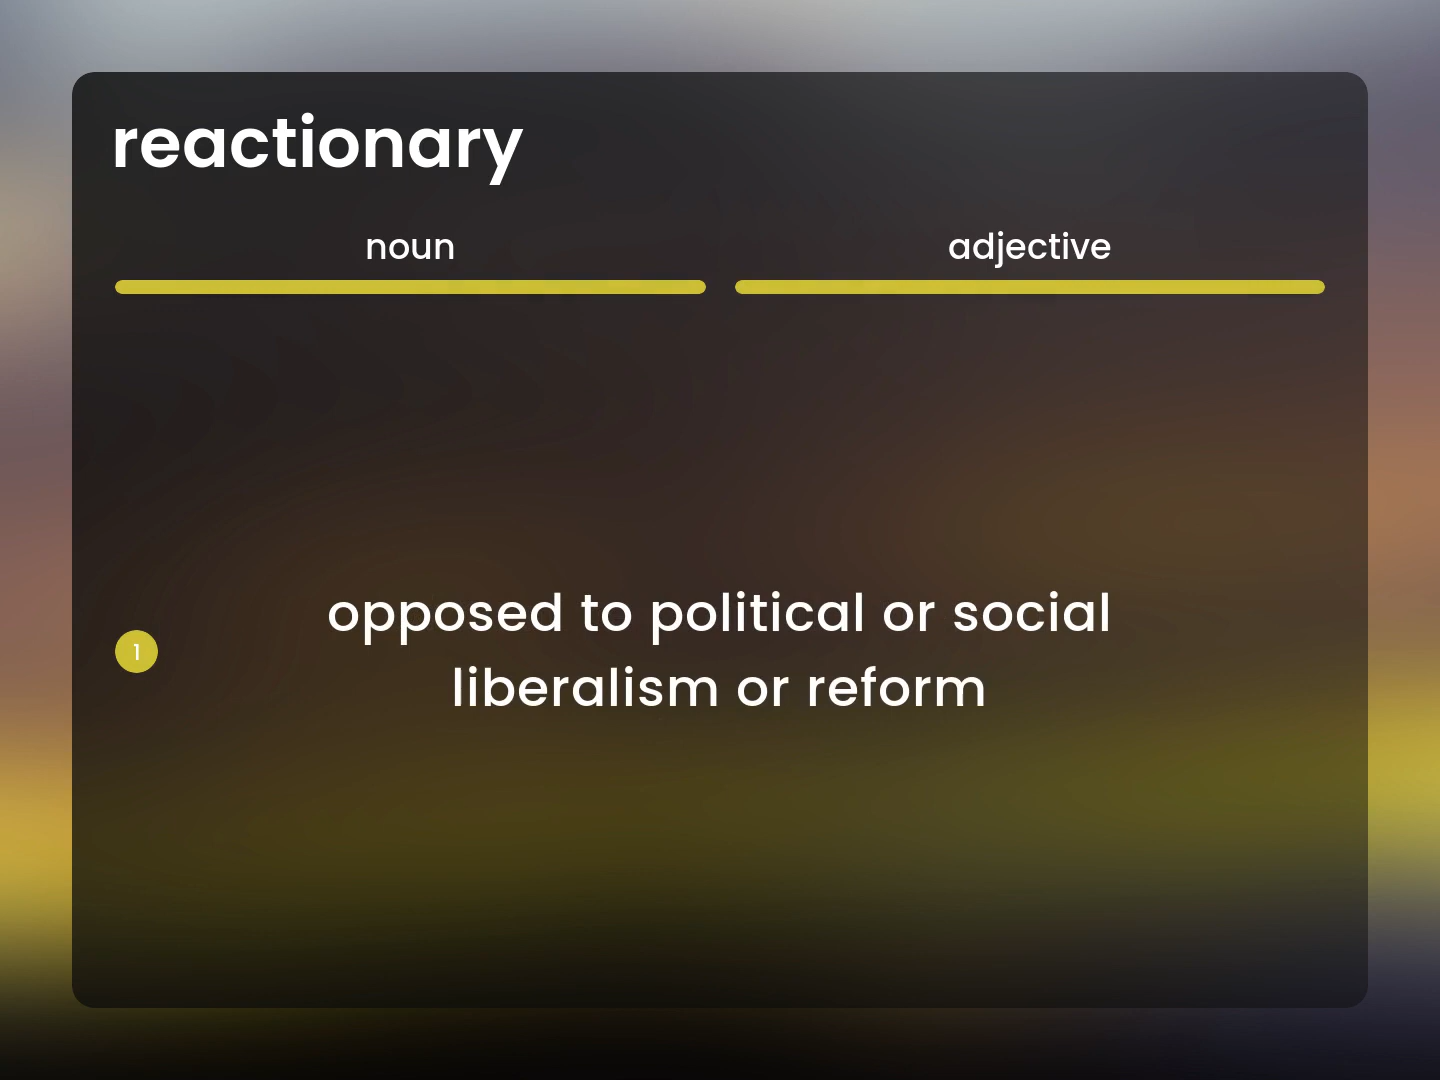 reactionary
noun
adjective
1
opposed to political or social
liberalism or reform